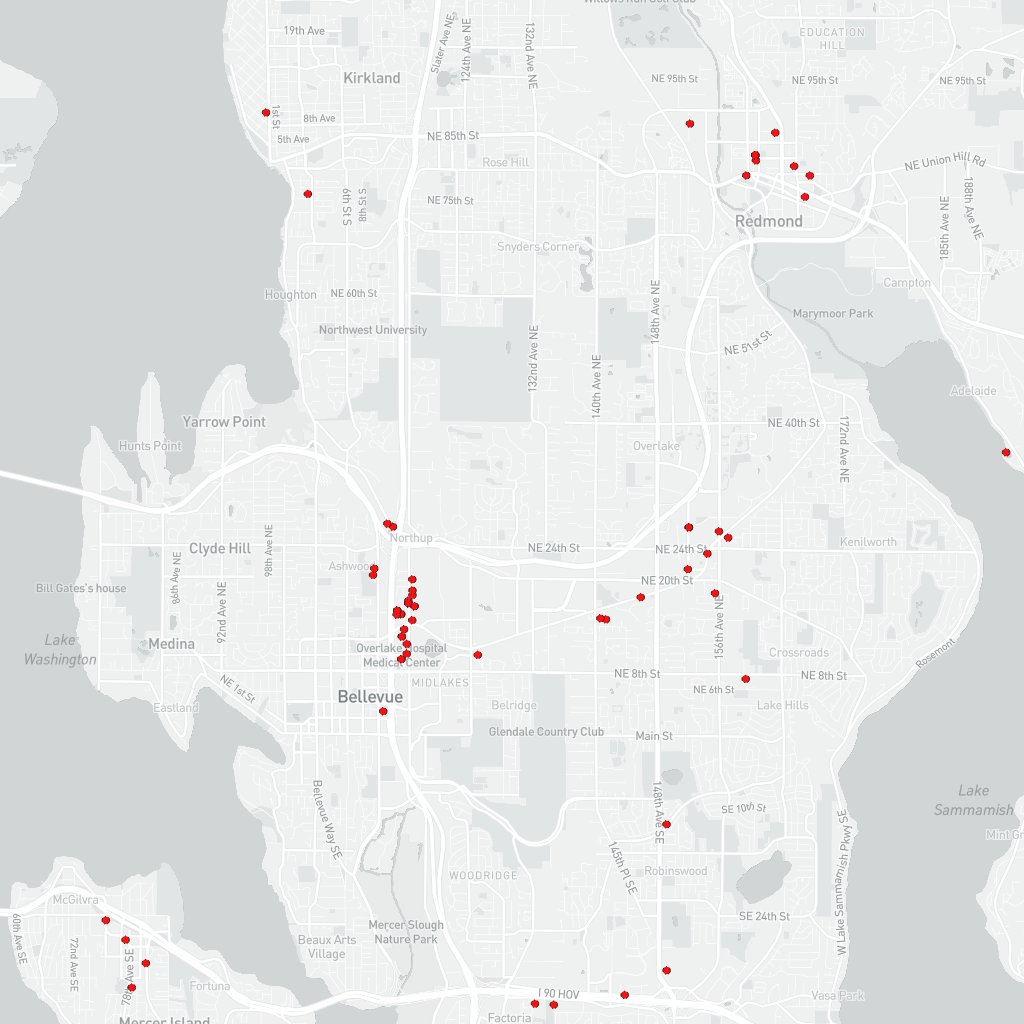 Willows Run Golf Club
19th Ave
Slater Ave NE
124th Ave NE
132nd Ave NE
EDUCATION
HILL
Kirkland
NE 95th St
NE 95th St
NE 95th St
1st St
8th Ave
5th Ave
NE 85th St
Rose Hill
NE Union Hill Rd
6th St S
8th St S
NE 75th St
188th Ave NE
185th Ave NE
Redmond
Snyders Corner
Houghton
NE 60th St
148th Ave NE
Campton
Northwest University
Marymoor Park
NE 51st St
132nd Ave NE
140th Ave NE
Adelaide
Yarrow Point
Hunts Point
NE 40th St
172nd Ave NE
Overlake
Northup
Clyde Hill
98th Ave NE
NE 24th St
NE 24th St
Kenilworth
Ashwood
Bill Gates's house
86th Ave NE
92nd Ave NE
NE 20th St
156th Ave NE
Lake
Washington
Medina
Overlake Hospital
Medical Center
Crossroads
Rosemont
NE 1st St
MIDLAKES
NE 8th St
NE 8th St
NE 6th St
Bellevue
Eastland
Belridge
Lake Hills
Glendale Country Club
Main St
Bellevue Way SE
148th Ave SE
SE 10th St
Lake
Sammamish
Mint Gr
W Lake Sammamish Pkwy SE
145th Pl SE
Robinswood
WOODRIDGE
McGilvra
60th Ave SE
72nd Ave SE
78th Ave SE
Beaux Arts
Village
Mercer Slough
Nature Park
SE 24th St
Fortuna
I 90 HOV
Vasa Park
Factoria
Mercer Island